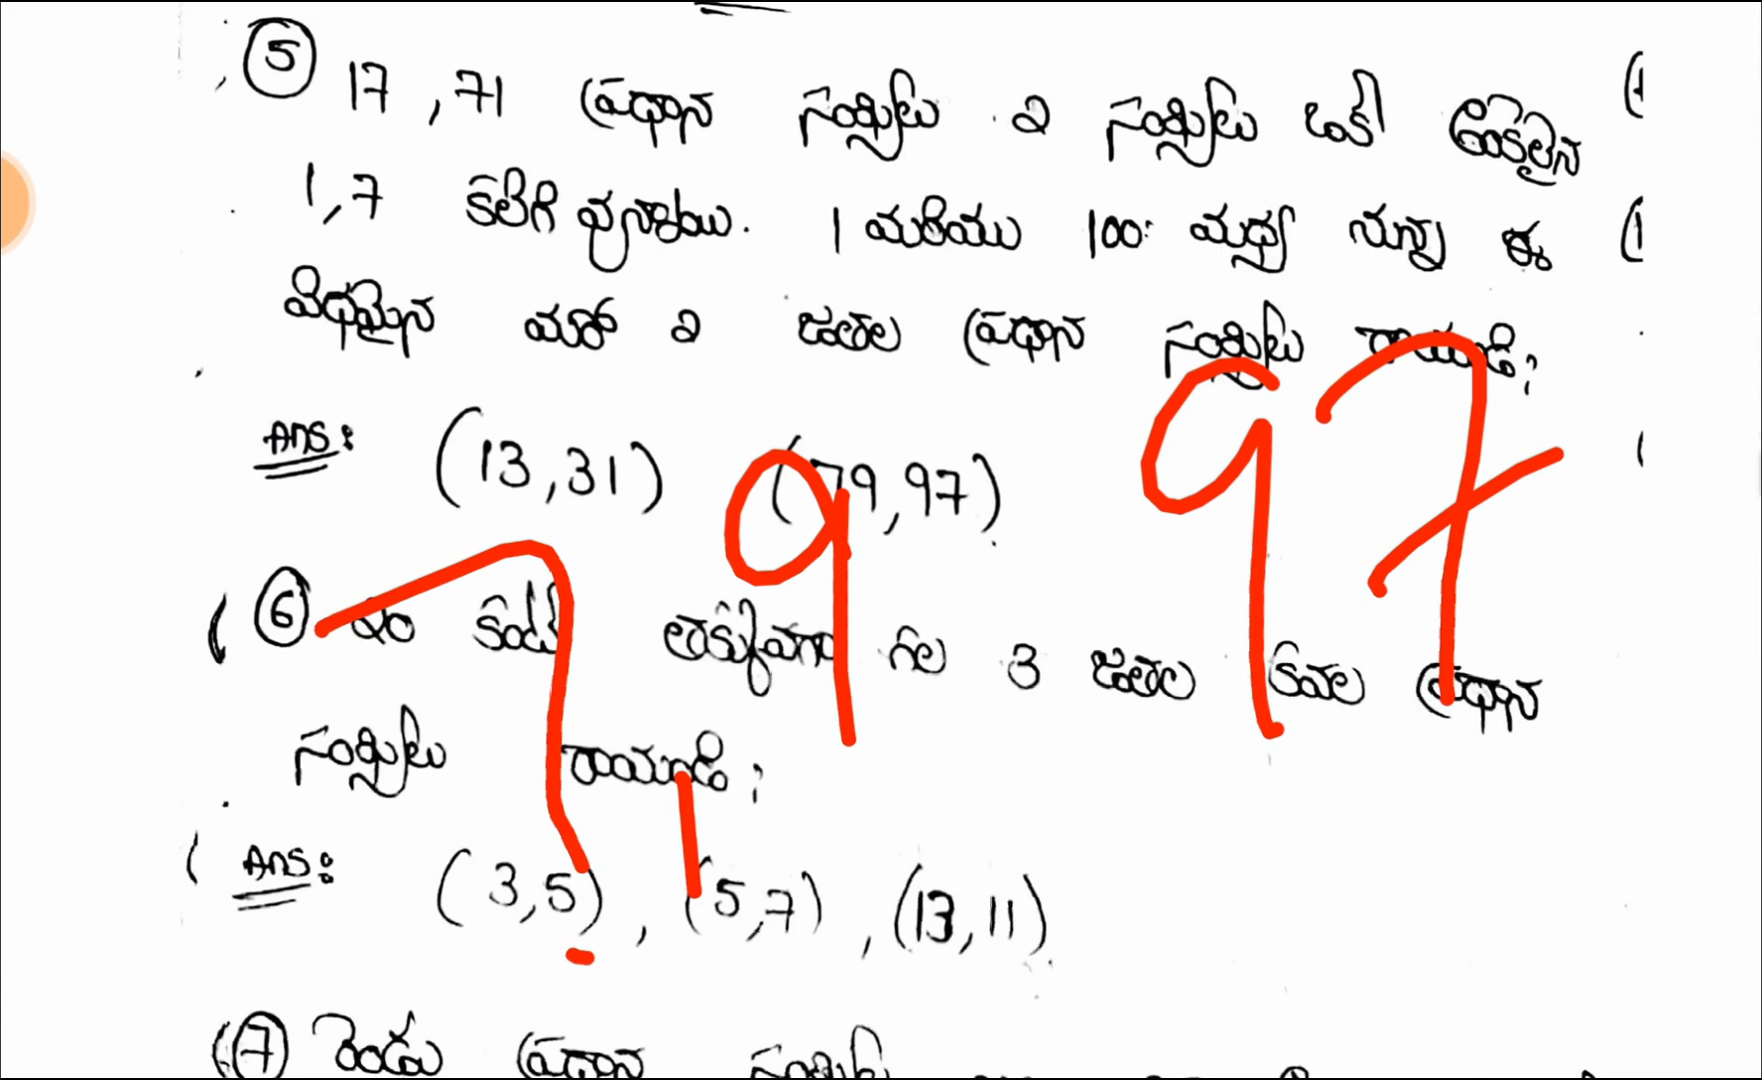 ⑤ 17, 71 ప్రధాన సంఖ్యలు. 2 సంఖ్యలు ఒకే అంకెలైన
1,7 కలిగి వున్నాయి. 1 మరియు 100 మధ్య నున్న ఈ
విధమైన మరో 2 జతల ప్రధాన సంఖ్యలు రాయండి;
Ans: (13,31) (79,97)
79 97
⑥ 20 కంటే తక్కువగా గల 3 జతల కవల ప్రధాన
సంఖ్యలు రాయండి;
Ans: (3,5), (5,7), (13,11)
⑦ రెండు ప్రధాన